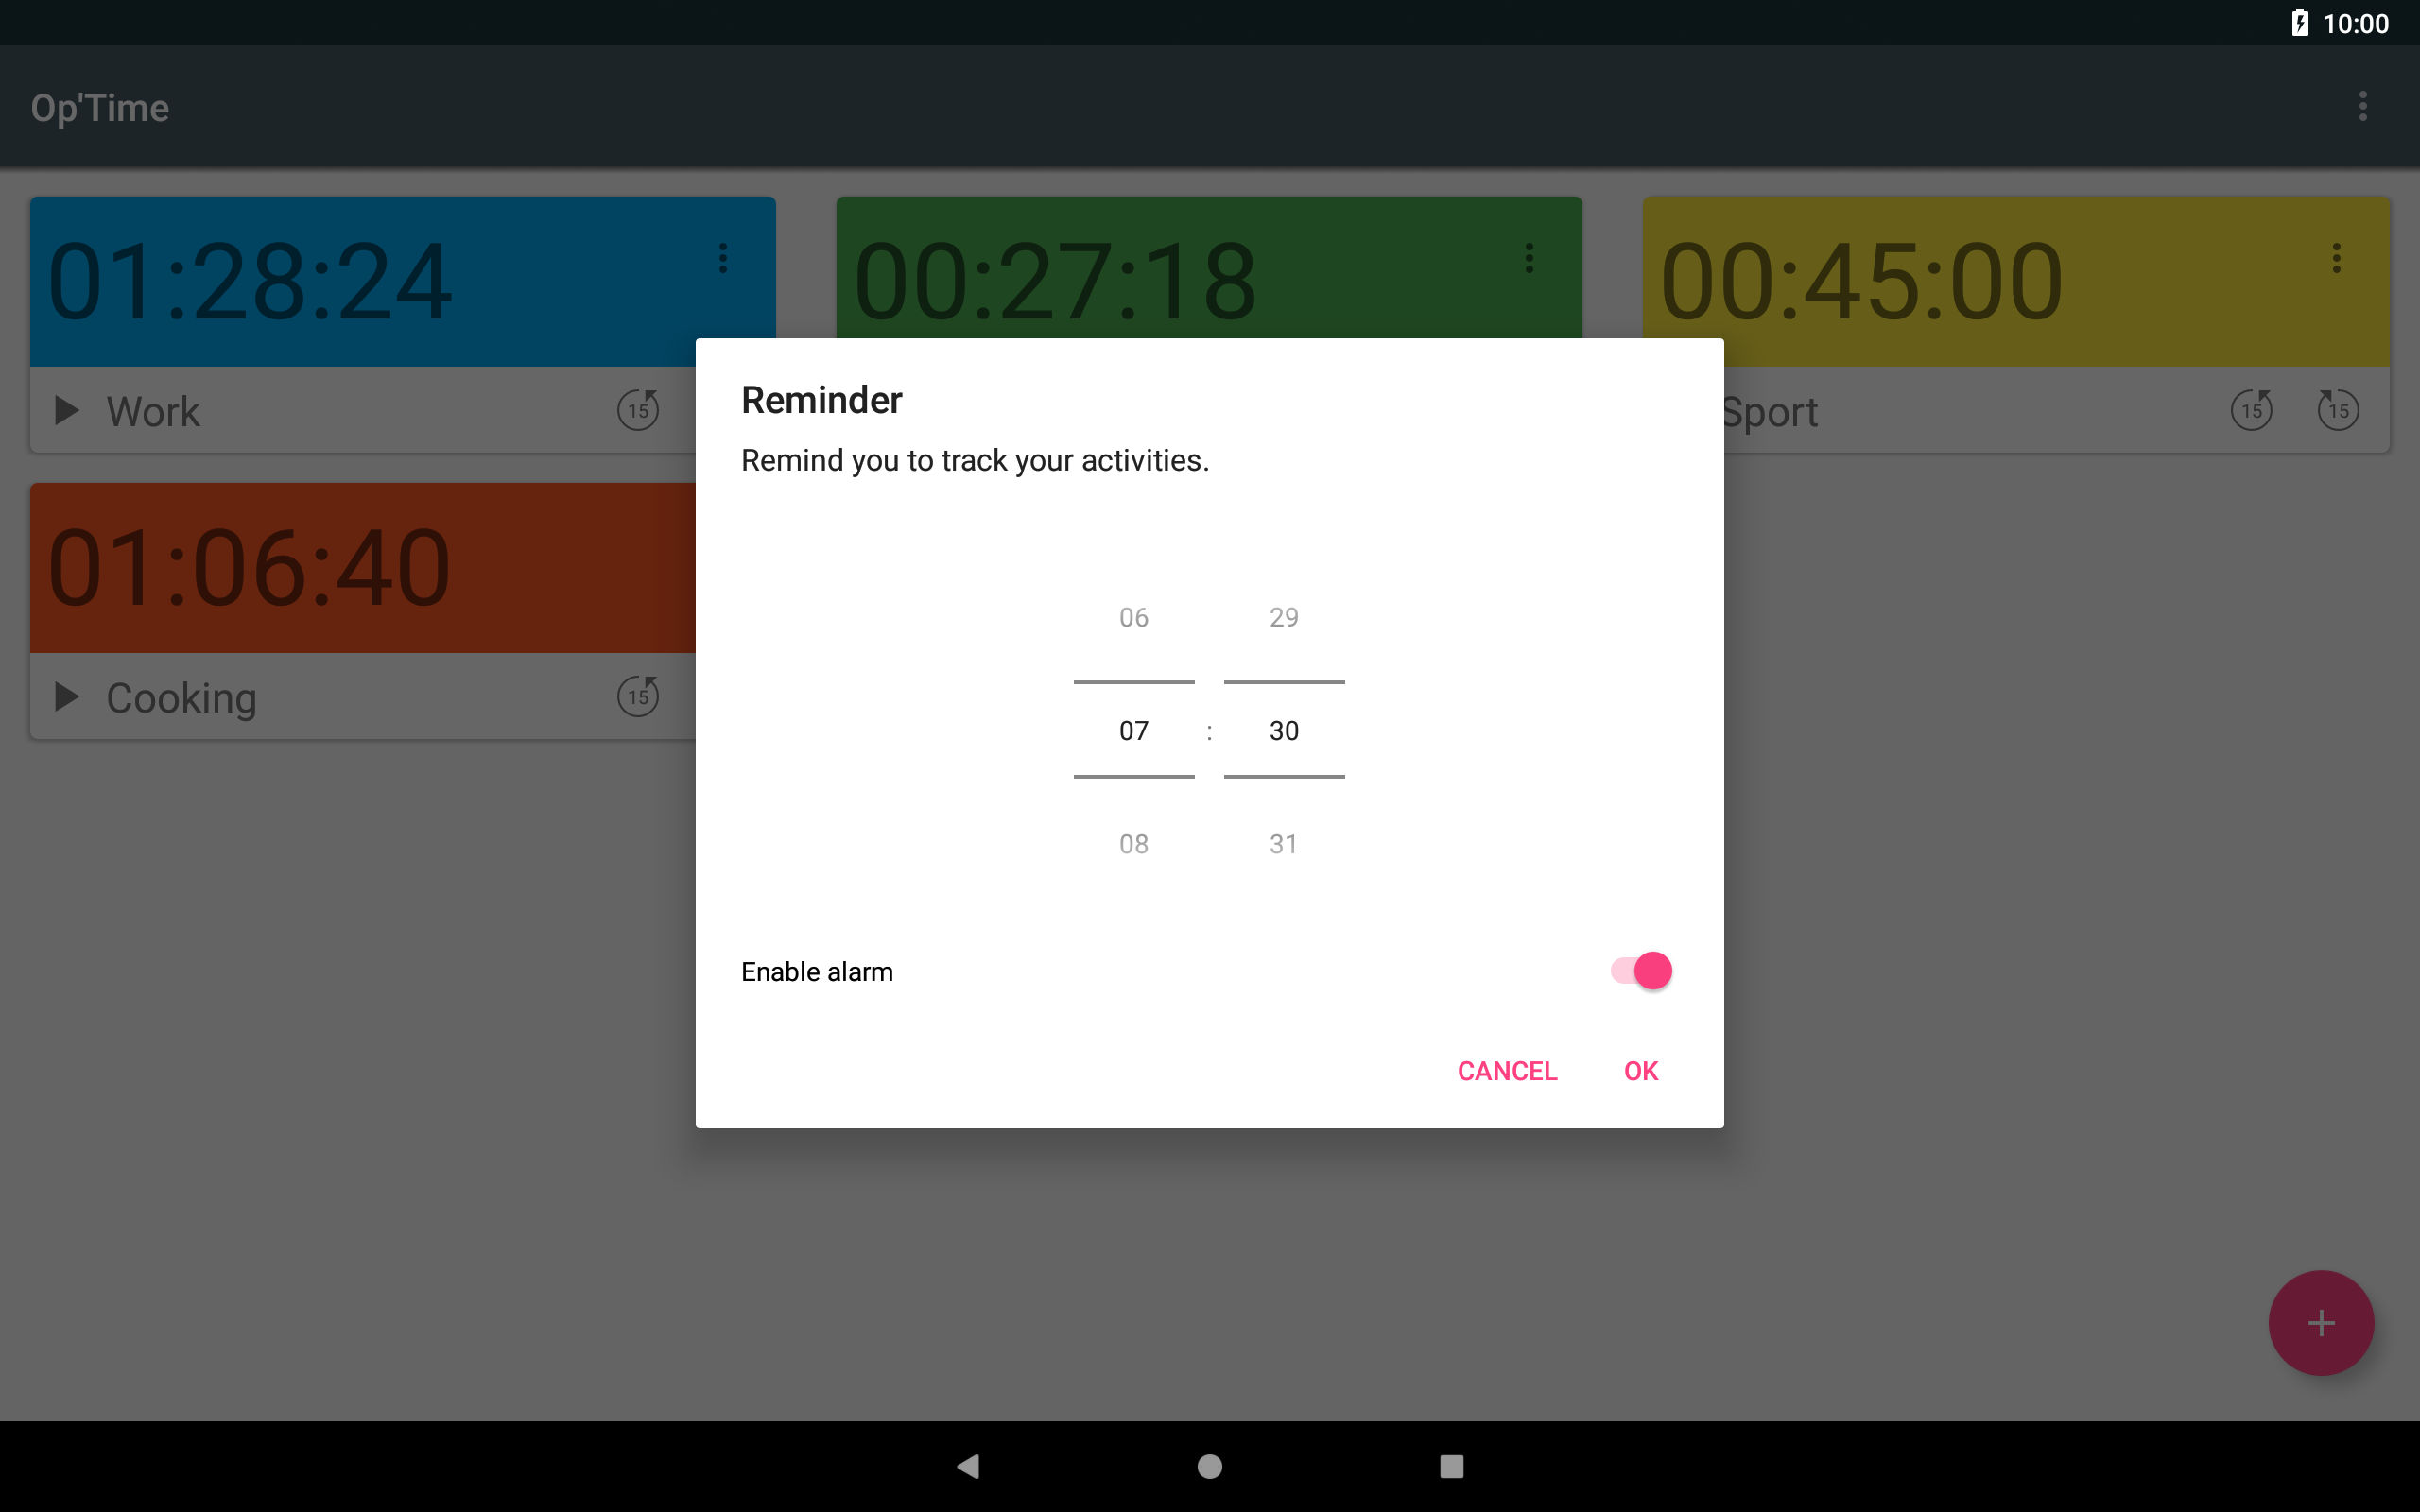 10:00
Op'Time
01:28:24
00:27:18
00:45:00
Work
15
Sport
15
15
01:06:40
Cooking
15
Reminder
Remind you to track your activities.
06
29
07 : 30
08
31
Enable alarm
CANCEL
OK